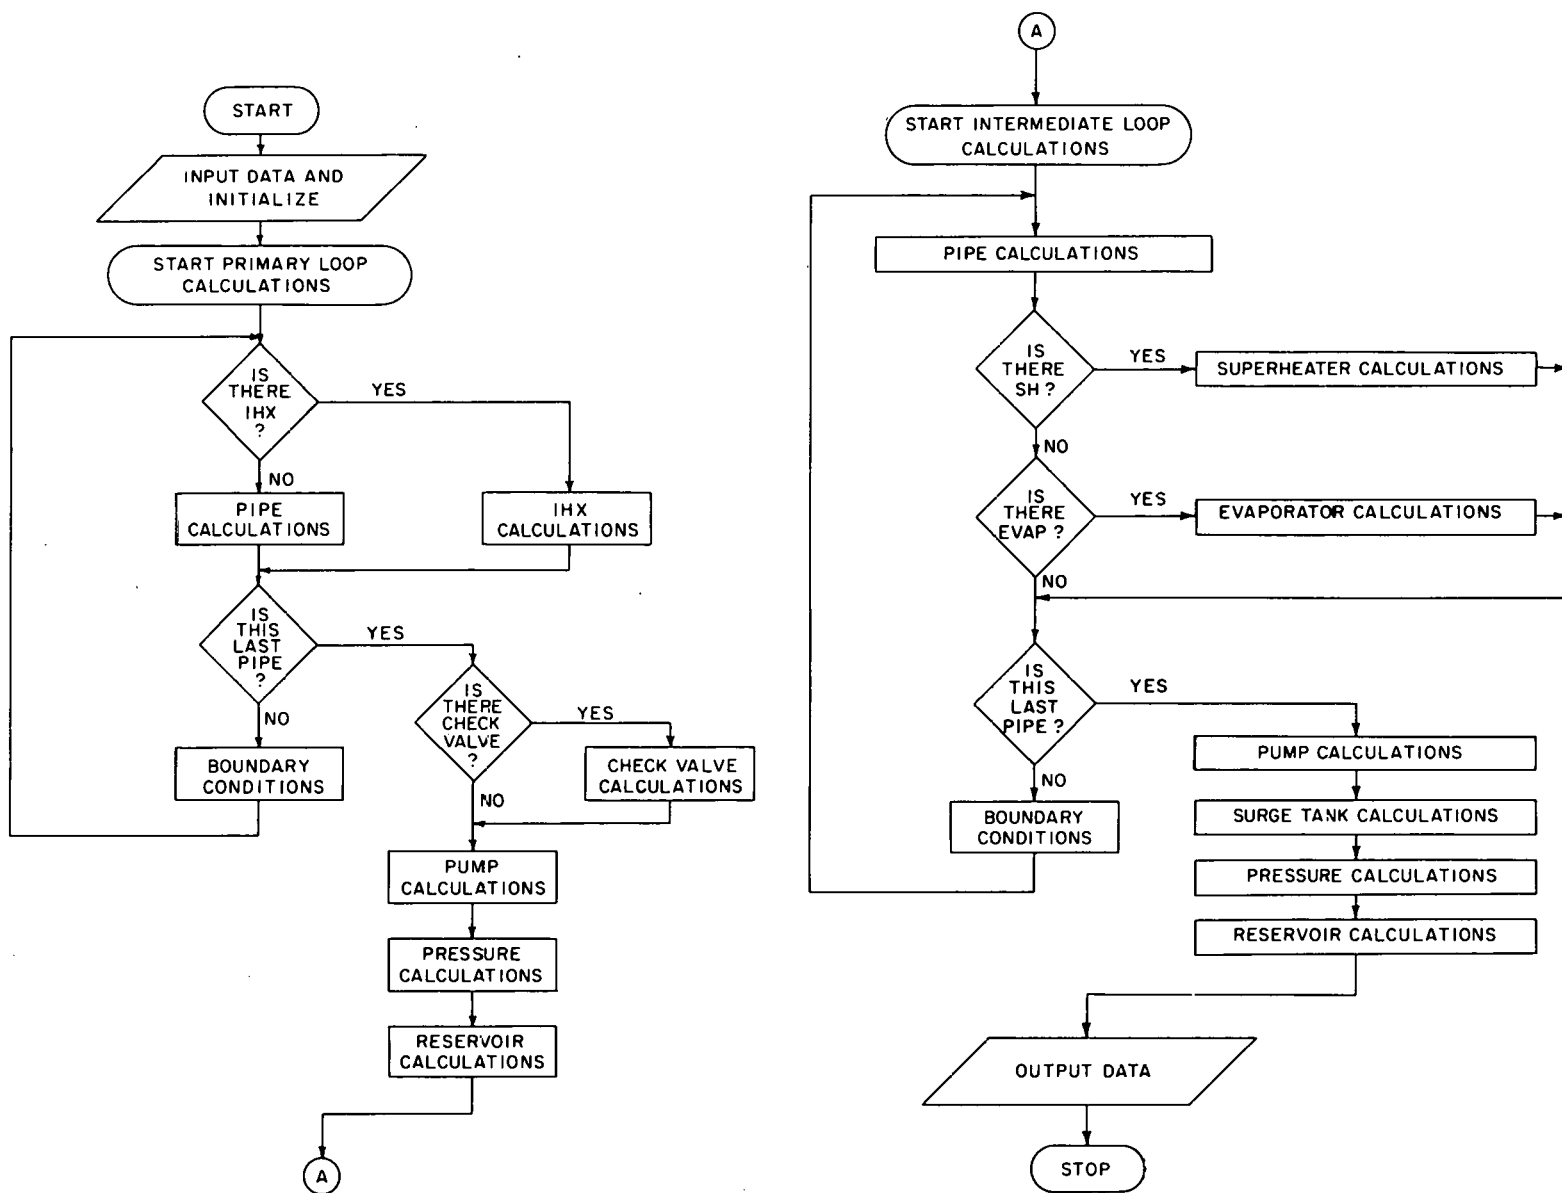 START
INPUT DATA AND
INITIALIZE
START PRIMARY LOOP
CALCULATIONS
IS
THERE
IHX
?
YES
NO
PIPE
CALCULATIONS
IHX
CALCULATIONS
IS
THIS
LAST
PIPE
?
YES
NO
BOUNDARY
CONDITIONS
IS
THERE
CHECK
VALVE
?
YES
NO
CHECK VALVE
CALCULATIONS
PUMP
CALCULATIONS
PRESSURE
CALCULATIONS
RESERVOIR
CALCULATIONS
A
A
START INTERMEDIATE LOOP
CALCULATIONS
PIPE CALCULATIONS
IS
THERE
SH ?
YES
SUPERHEATER CALCULATIONS
NO
IS
THERE
EVAP ?
YES
EVAPORATOR CALCULATIONS
NO
IS
THIS
LAST
PIPE ?
YES
NO
BOUNDARY
CONDITIONS
PUMP CALCULATIONS
SURGE TANK CALCULATIONS
PRESSURE CALCULATIONS
RESERVOIR CALCULATIONS
OUTPUT DATA
STOP